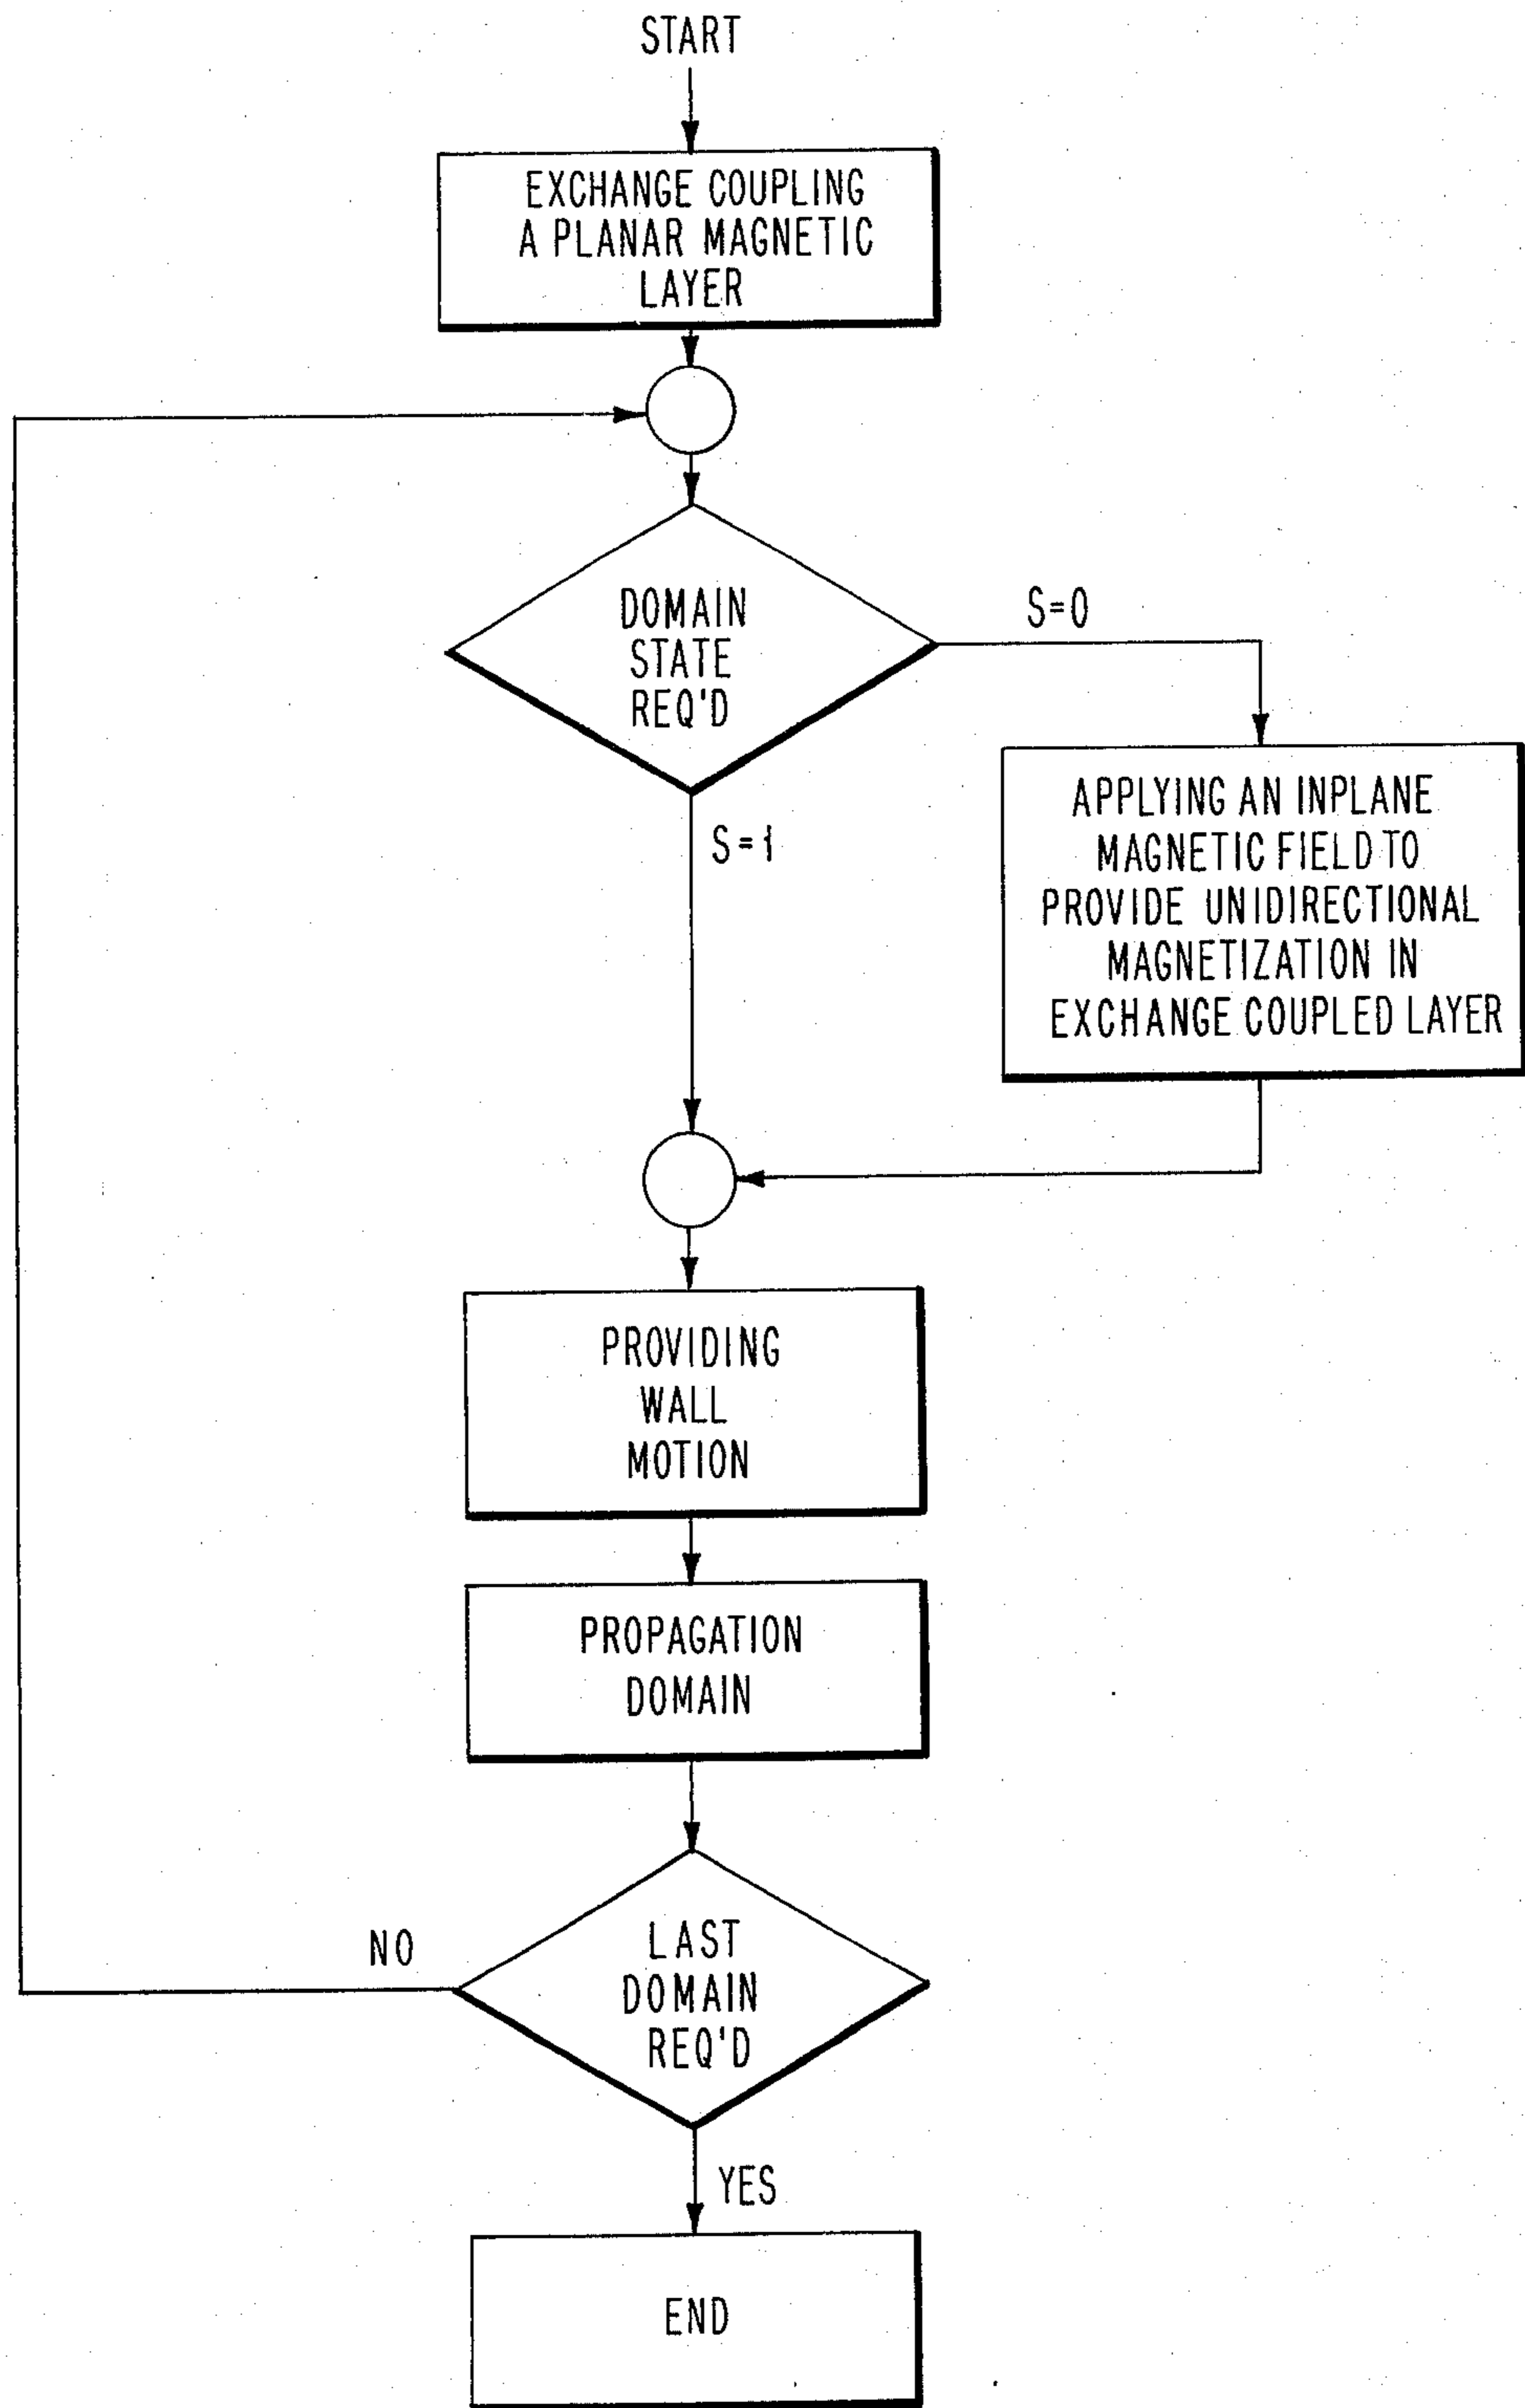 START
EXCHANGE COUPLING
A PLANAR MAGNETIC
LAYER
DOMAIN
STATE
REQ'D
S=0
S=1
APPLYING AN INPLANE
MAGNETIC FIELD TO
PROVIDE UNIDIRECTIONAL
MAGNETIZATION IN
EXCHANGE COUPLED LAYER
PROVIDING
WALL
MOTION
PROPAGATION
DOMAIN
LAST
DOMAIN
REQ'D
NO
YES
END